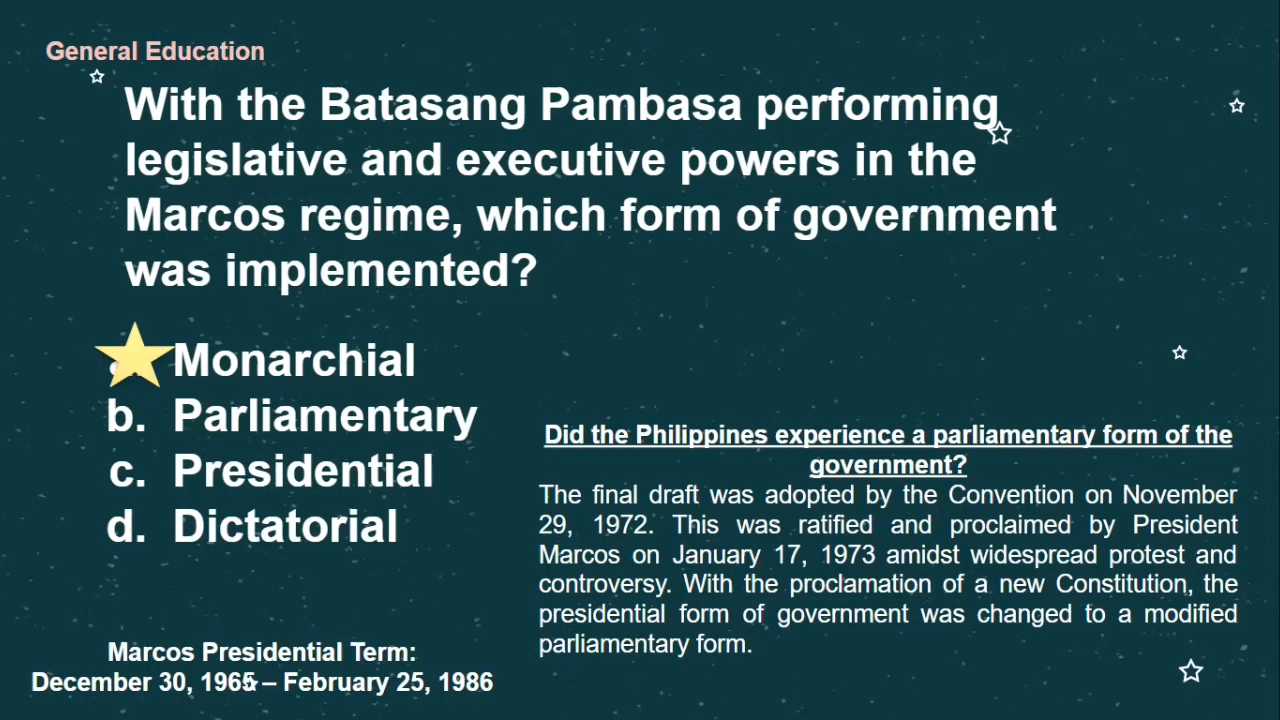 General Education
With the Batasang Pambasa performing
legislative and executive powers in the
Marcos regime, which form of government
was implemented?
Monarchial
b. Parliamentary
c. Presidential
d. Dictatorial
Did the Philippines experience a parliamentary form of the
government?
The final draft was adopted by the Convention on November
29, 1972. This was ratified and proclaimed by President
Marcos on January 17, 1973 amidst widespread protest and
controversy. With the proclamation of a new Constitution, the
presidential form of government was changed to a modified
parliamentary form.
Marcos Presidential Term:
December 30, 1965 – February 25, 1986